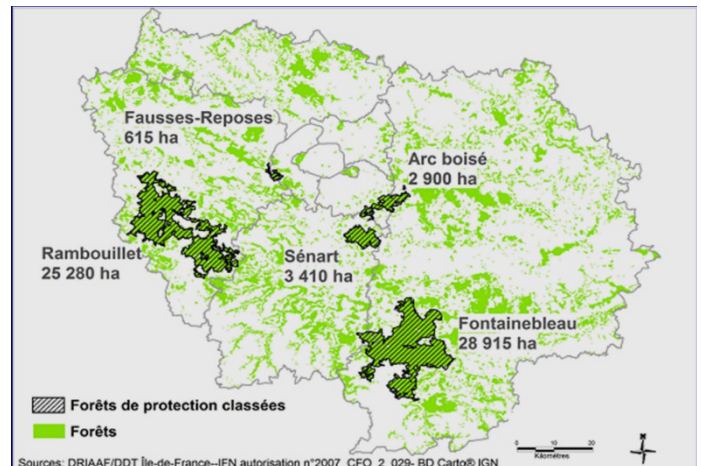 Fausses-Reposes
615 ha
Arc boisé
2 900 ha
Rambouillet
25 280 ha
Sénart
3 410 ha
Fontainebleau
28 915 ha
Forêts de protection classées
Forêts
0 10 20
Kilomètres
N
Sources: DRIAAF/DDT Île-de-France--IFN autorisation n°2007_CFO_2_029- BD Carto® IGN